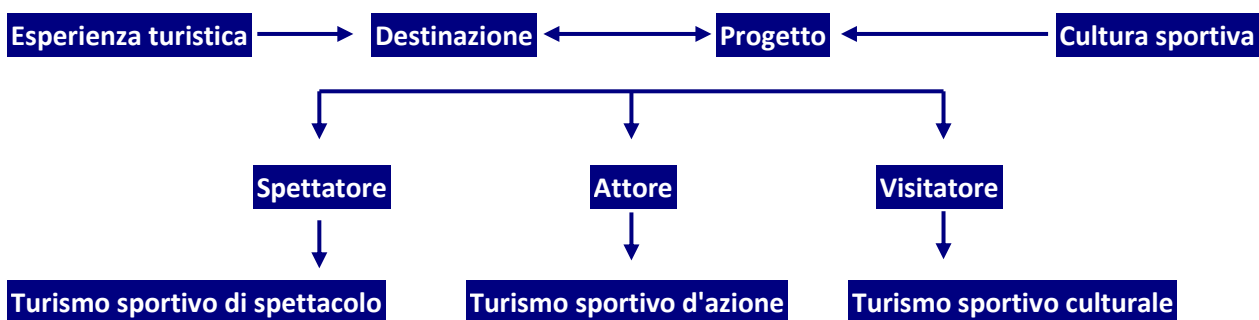 Esperienza turistica Destinazione Progetto Cultura sportiva
Spettatore Attore Visitatore
Turismo sportivo di spettacolo Turismo sportivo d'azione Turismo sportivo culturale